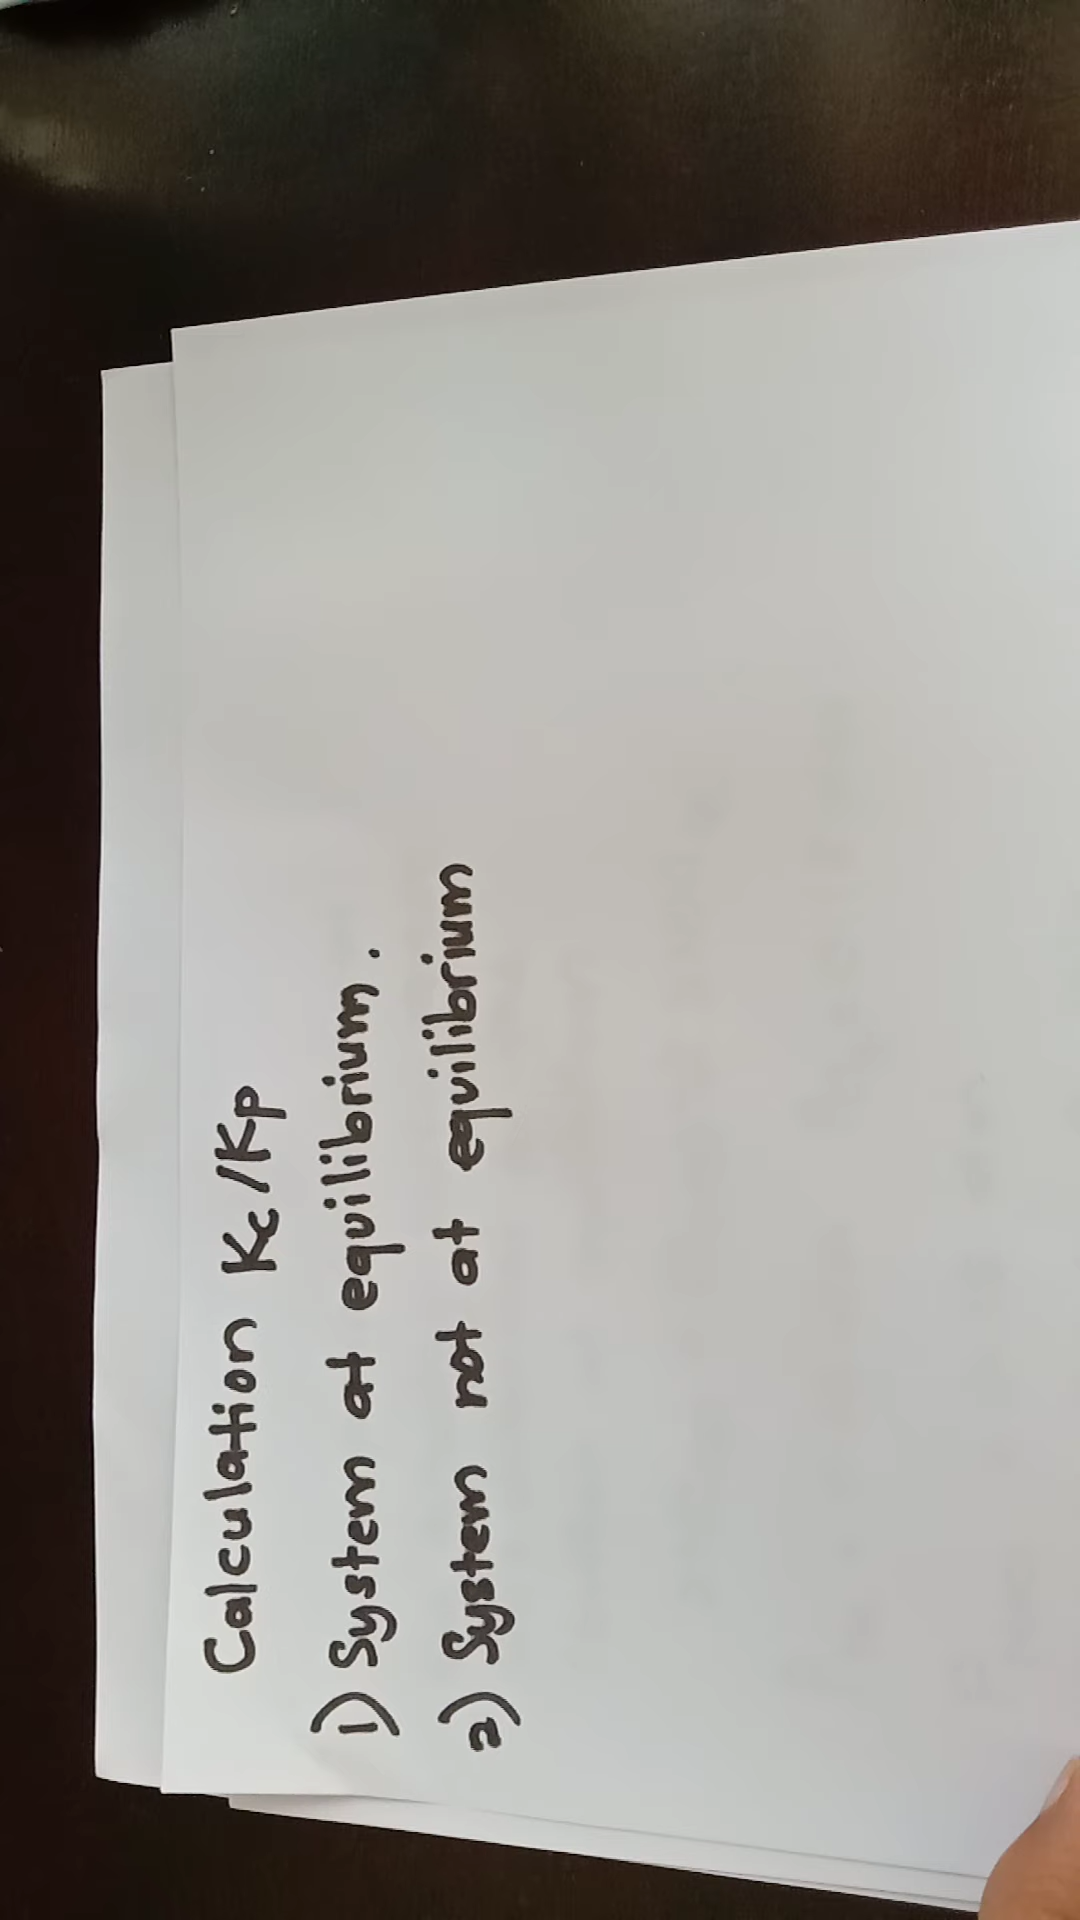 Calculation Kc/Kp
1) System at equilibrium.
2) System not at equilibrium